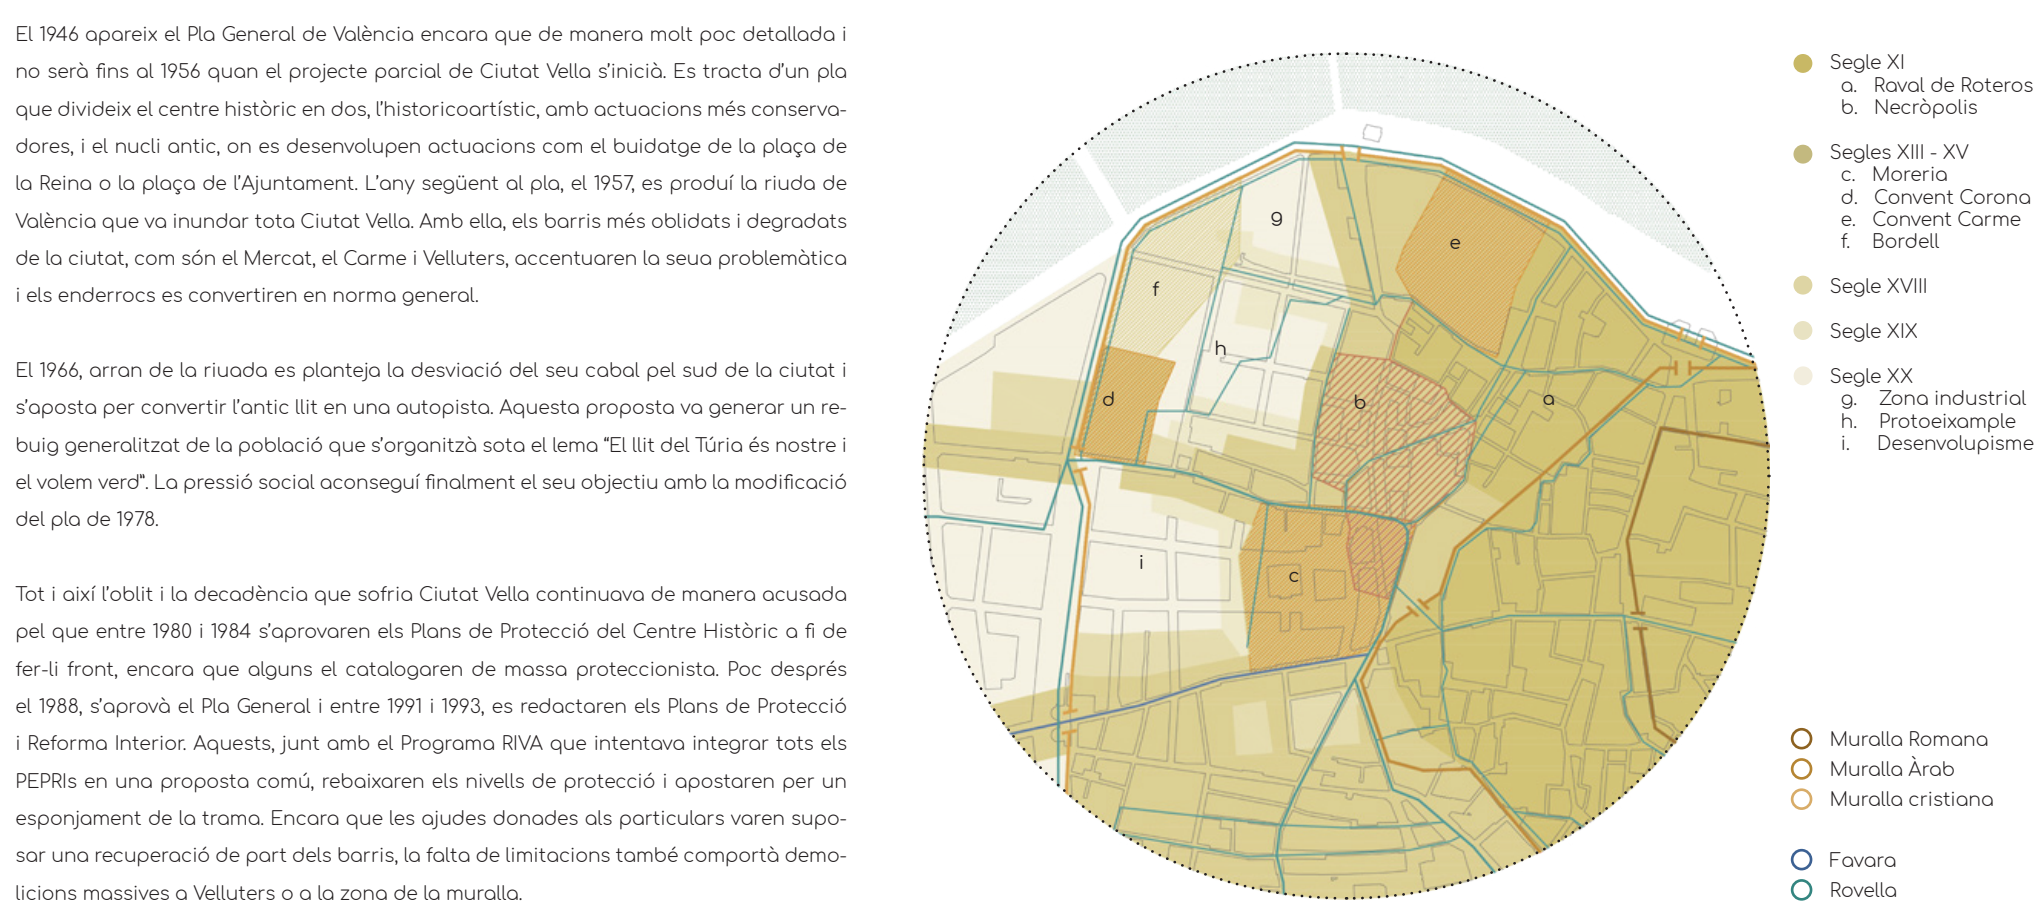 El 1946 apareix el Pla General de València encara que de manera molt poc detallada i
no serà fins al 1956 quan el projecte parcial de Ciutat Vella s'inicià. Es tracta d'un pla
que divideix el centre històric en dos, l'historicoartístic, amb actuacions més conserva-
dores, i el nucli antic, on es desenvolupen actuacions com el buidatge de la plaça de
la Reina o la plaça de l'Ajuntament. L'any següent al pla, el 1957, es produí la riuda de
València que va inundar tota Ciutat Vella. Amb ella, els barris més oblidats i degradats
de la ciutat, com són el Mercat, el Carme i Velluters, accentuaren la seua problemàtica
i els enderrocs es convertiren en norma general.
El 1966, arran de la riuada es planteja la desviació del seu cabal pel sud de la ciutat i
s'aposta per convertir l'antic llit en una autopista. Aquesta proposta va generar un re-
buig generalitzat de la població que s'organitzà sota el lema “El llit del Túria és nostre i
el volem verd”. La pressió social aconseguí finalment el seu objectiu amb la modificació
del pla de 1978.
Tot i així l'oblit i la decadència que sofria Ciutat Vella continuava de manera acusada
pel que entre 1980 i 1984 s'aprovaren els Plans de Protecció del Centre Històric a fi de
fer-li front, encara que alguns el catalogaren de massa proteccionista. Poc després
el 1988, s'aprovà el Pla General i entre 1991 i 1993, es redactaren els Plans de Protecció
i Reforma Interior. Aquests, junt amb el Programa RIVA que intentava integrar tots els
PEPRIs en una proposta comú, rebaixaren els nivells de protecció i apostaren per un
esponjament de la trama. Encara que les ajudes donades als particulars varen supo-
sar una recuperació de part dels barris, la falta de limitacions també comportà demo-
licions massives a Velluters o a la zona de la muralla.
g
e
f
h
d
b
a
i
c
Segle XI
a. Raval de Roteros
b. Necròpolis
Segles XIII - XV
c. Moreria
d. Convent Corona
e. Convent Carme
f. Bordell
Segle XVIII
Segle XIX
Segle XX
g. Zona industrial
h. Protoeixample
i. Desenvolupisme
Muralla Romana
Muralla Àrab
Muralla cristiana
Favara
Rovella